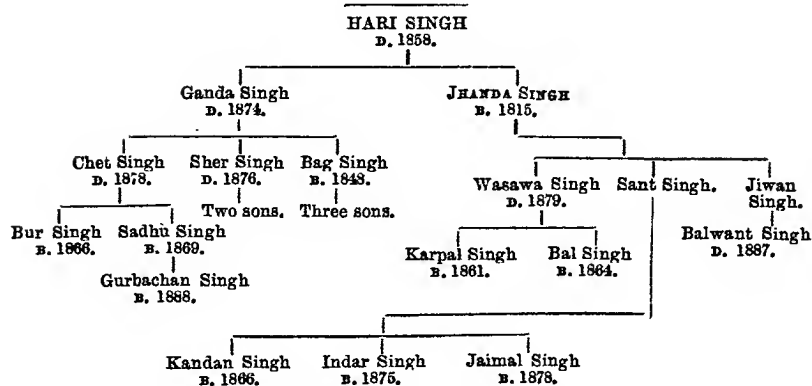 HARI SINGH
D. 1858.
Ganda Singh JHANDA SINGH
D. 1874. B. 1815.
Chet Singh Sher Singh Bag Singh
D. 1878. D. 1876. B. 1843.
Wasawa Singh Sant Singh. Jiwan
D. 1879. Singh.
Two sons. Three sons.
Bur Singh Sadhù Singh
B. 1866. B. 1869.
Balwant Singh
D. 1887.
Karpal Singh Bal Singh
B. 1861. B. 1864.
Gurbachan Singh
B. 1888.
Kandan Singh Indar Singh Jaimal Singh
B. 1866. B. 1875. B. 1878.